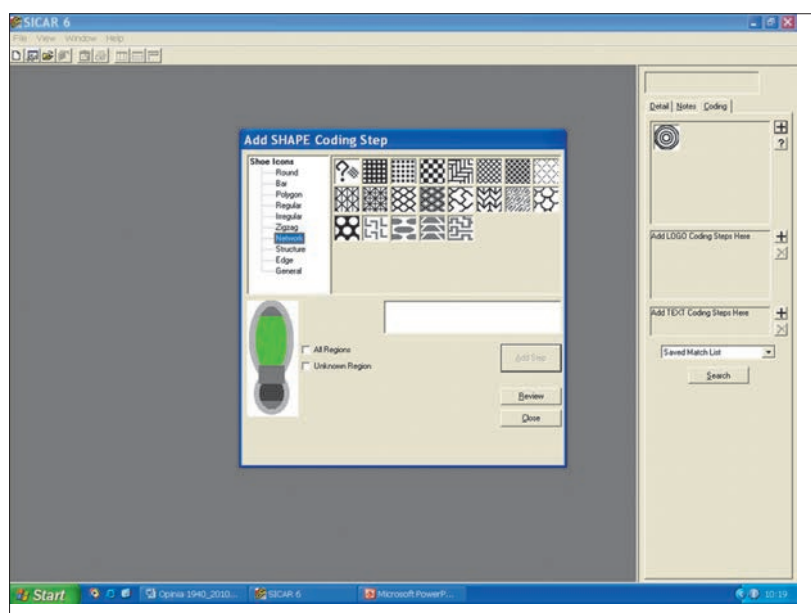 SICAR 6
File View Window Help
Detail Notes Coding
?
Add SHAPE Coding Step
Shoe Icons
Round
Bar
Polygon
Regular
Irregular
Zigzag
Network
Structure
Edge
General
All Regions
Unknown Region
Add Step
Review
Close
Add LOGO Coding Steps Here
Add TEXT Coding Steps Here
Saved Match List
Search
Start
Opinia 1940_2010...
SICAR 6
Microsoft PowerP...
10:19